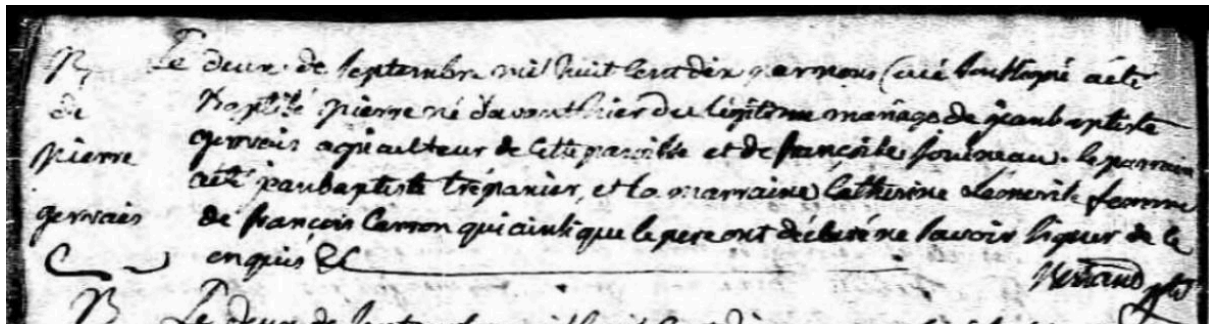 B
de
pierre
gervais
Le deux de septembre mil huit cent dix par nous Curé soussigné a été
Baptisé pierre né d'avant hier du légitime mariage de jean baptiste
gervais agriculteur de cette paroisse et de françoise le parrain
a été jean baptiste trépanier, et la marraine Catherine femme
de françois Carron qui ainsi que le pere ont déclaré ne savoir signer de ce
enquis &c
B Le deux de